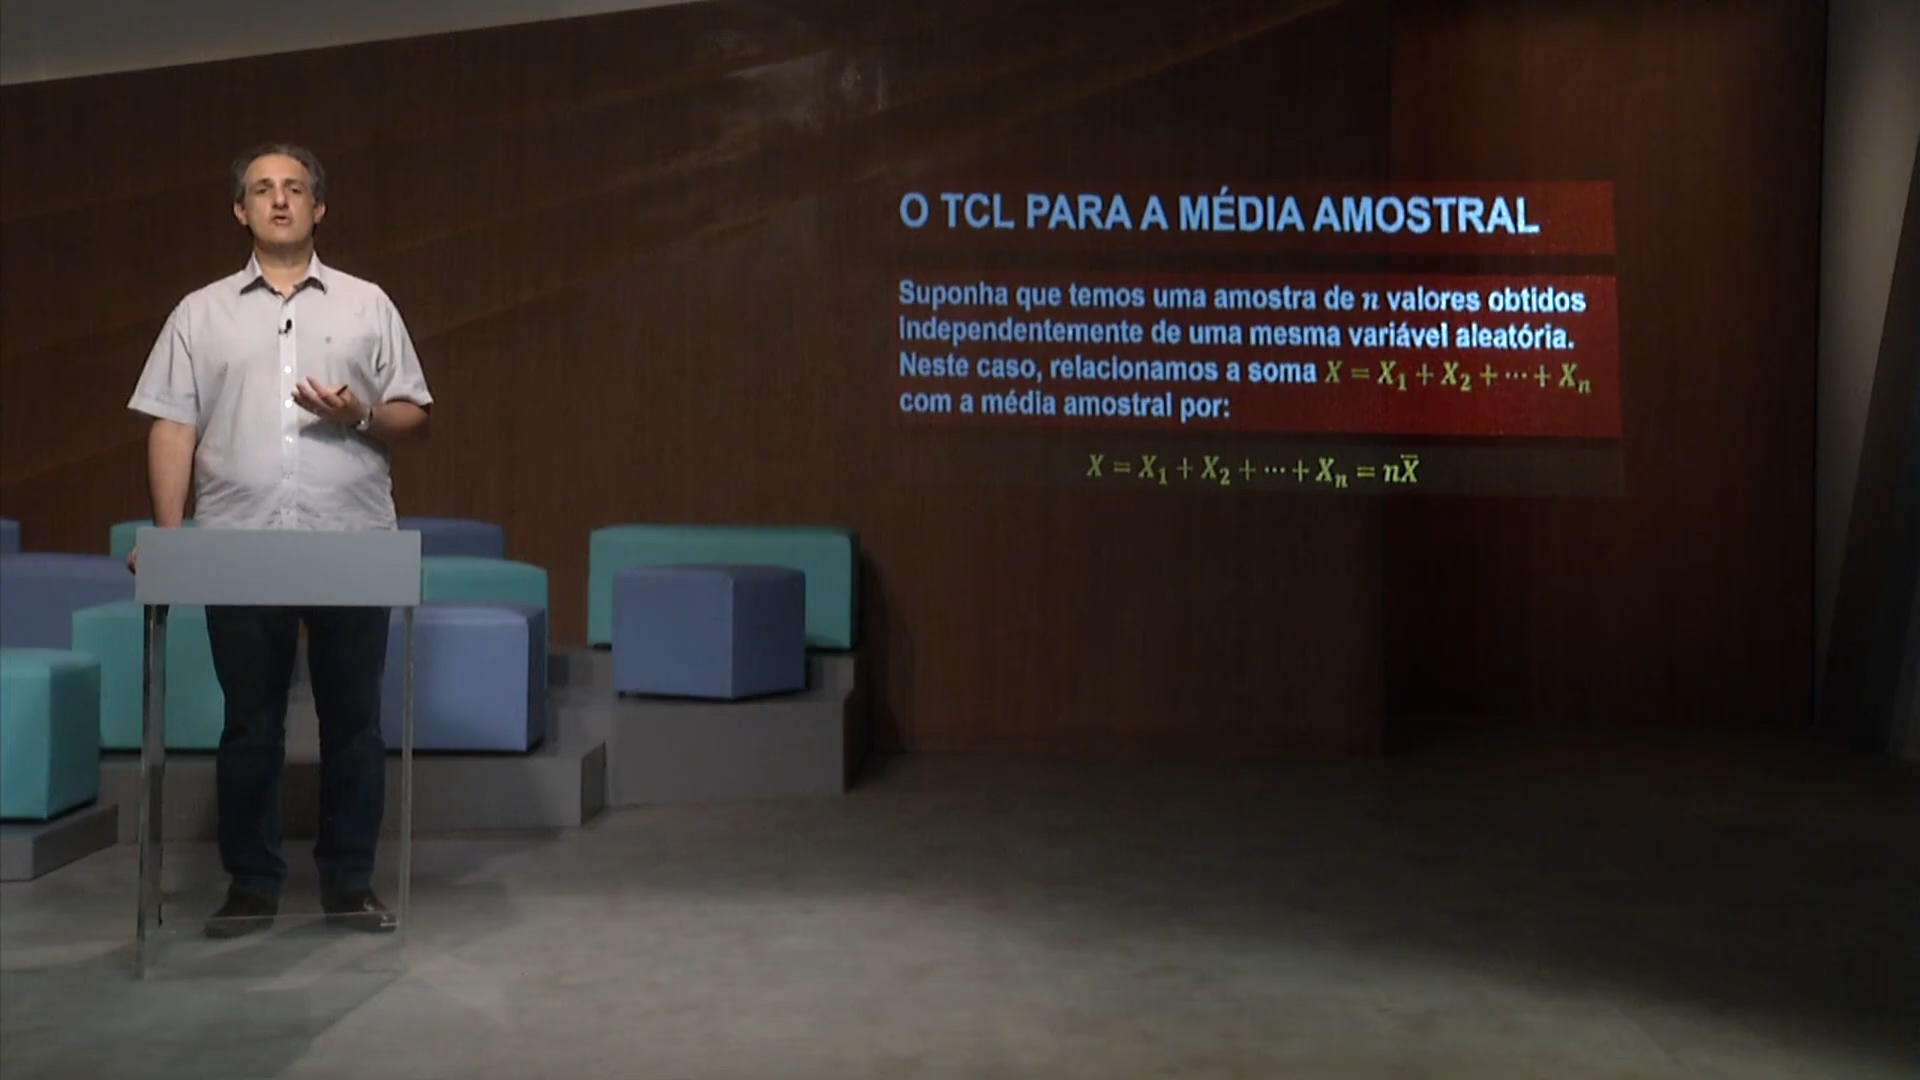 O TCL PARA A MÉDIA AMOSTRAL
Suponha que temos uma amostra de n valores obtidos
Independentemente de uma mesma variável aleatória.
Neste caso, relacionamos a soma X = X₁ + X₂ + ⋯ + Xₙ
com a média amostral por:
X = X₁ + X₂ + ⋯ + Xₙ = nX̄